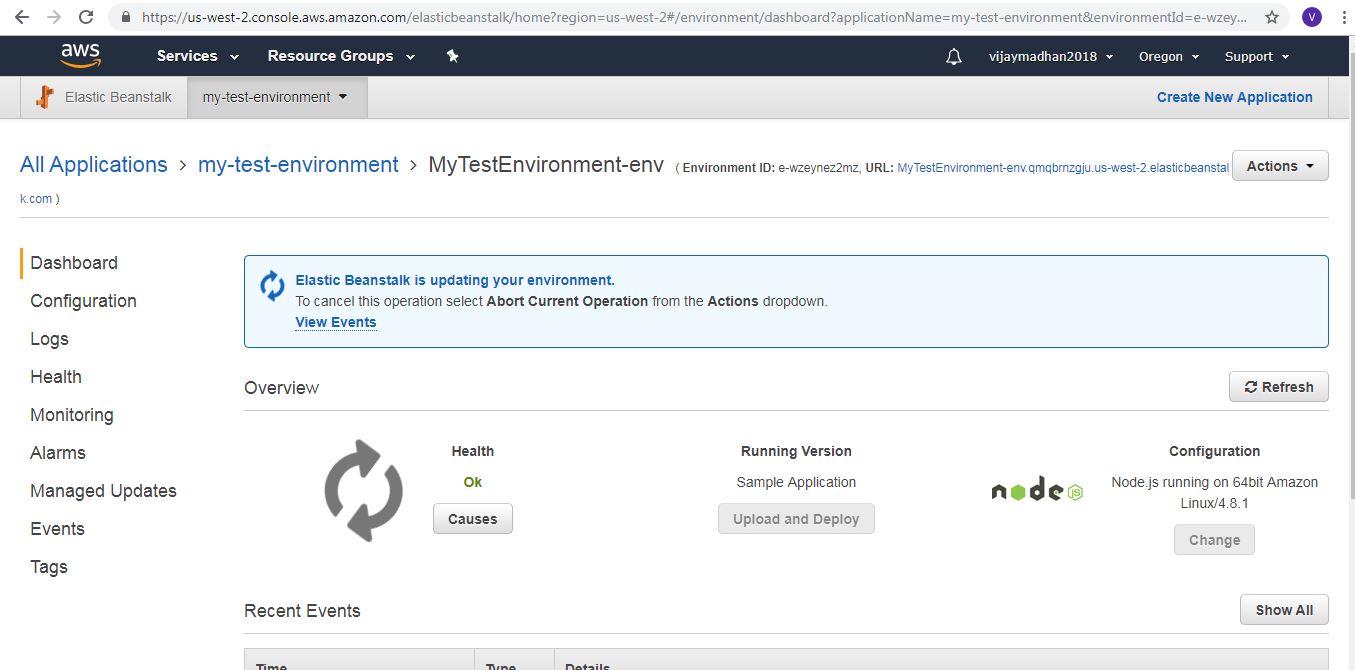 https://us-west-2.console.aws.amazon.com/elasticbeanstalk/home?region=us-west-2#/environment/dashboard?applicationName=my-test-environment&environmentId=e-wzey... V
aws Services Resource Groups vijaymadhan2018 Oregon Support
Elastic Beanstalk my-test-environment Create New Application
All Applications > my-test-environment > MyTestEnvironment-env ( Environment ID: e-wzeynez2mz, URL: MyTestEnvironment-env.qmqbrnzgju.us-west-2.elasticbeanstal Actions
k.com )
Dashboard
Configuration
Logs
Health
Monitoring
Alarms
Managed Updates
Events
Tags
Elastic Beanstalk is updating your environment.
To cancel this operation select Abort Current Operation from the Actions dropdown.
View Events
Overview Refresh
Health
Ok
Causes
Running Version
Sample Application
Upload and Deploy
node JS
Configuration
Node.js running on 64bit Amazon
Linux/4.8.1
Change
Recent Events Show All
Time Type Details